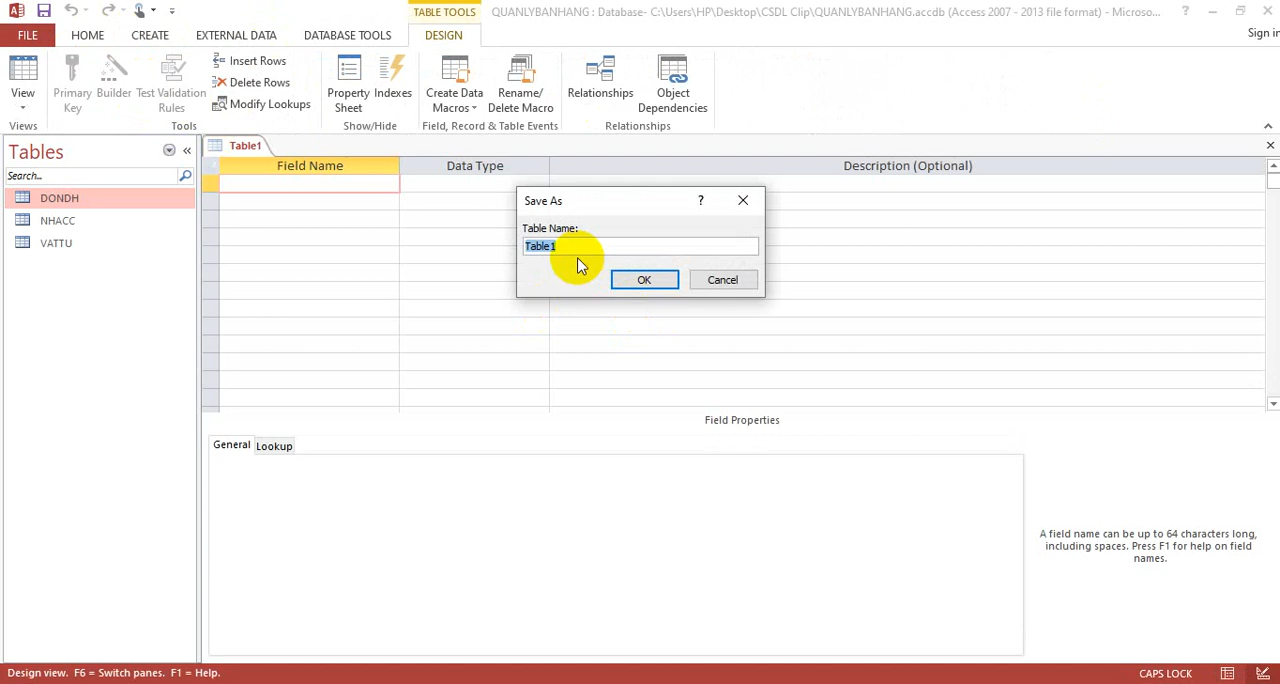 TABLE TOOLS
QUANLYBANHANG : Database- C:\Users\HP\Desktop\CSDL Clip\QUANLYBANHANG.accdb (Access 2007 - 2013 file format) - Microso...
FILE HOME CREATE EXTERNAL DATA DATABASE TOOLS DESIGN Sign in
View
Primary Key
Builder
Test Validation Rules
Insert Rows
Delete Rows
Modify Lookups
Property Sheet
Indexes
Create Data Macros
Rename/ Delete Macro
Relationships
Object Dependencies
Views Tools Show/Hide Field, Record & Table Events Relationships
Tables
Search...
DONDH
NHACC
VATTU
Table1
Field Name Data Type Description (Optional)
Save As
Table Name:
Table1
OK Cancel
Field Properties
General Lookup
A field name can be up to 64 characters long,
including spaces. Press F1 for help on field
names.
Design view. F6 = Switch panes. F1 = Help. CAPS LOCK